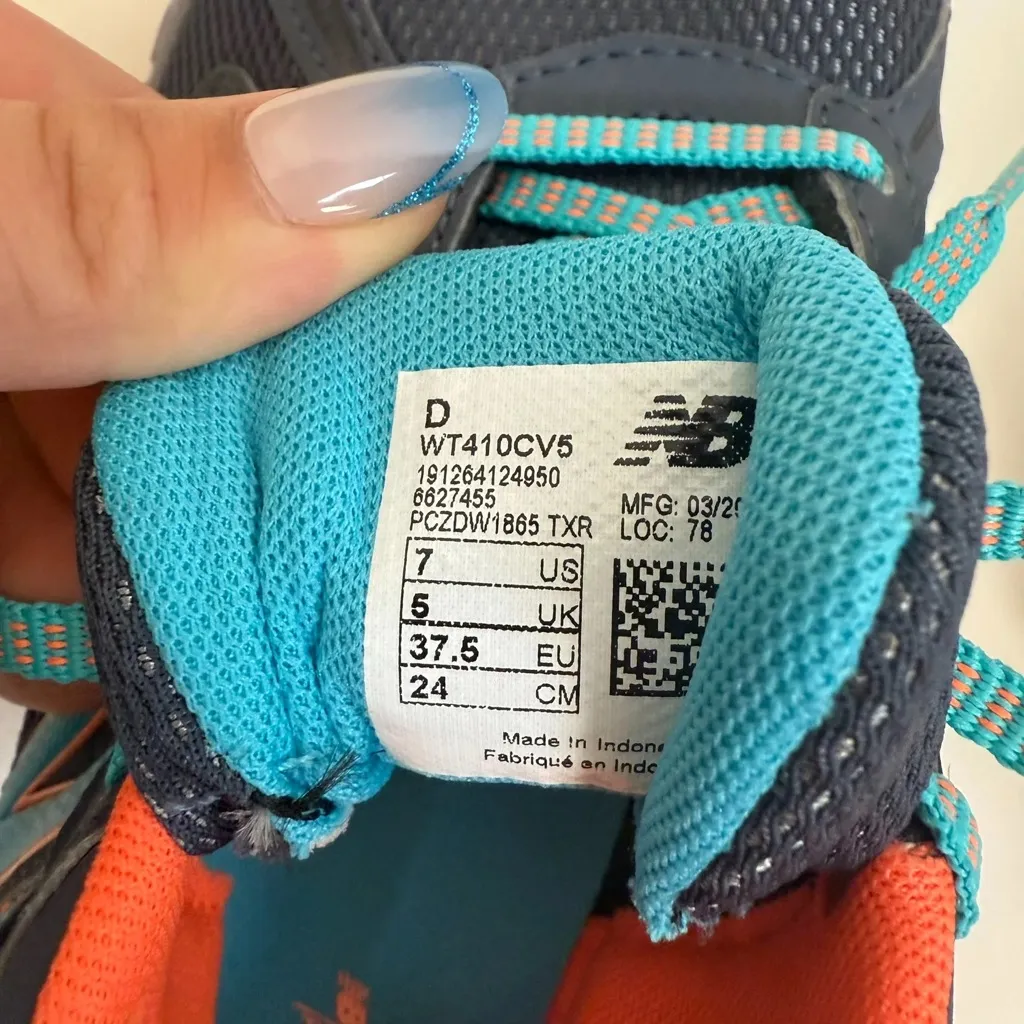 D
WT410CV5
191264124950
6627455
PCZDW1865 TXR
NB
MFG: 03/2
LOC: 78
7 US
5 UK
37.5 EU
24 CM
Made in Indone
Fabriqué en Indo